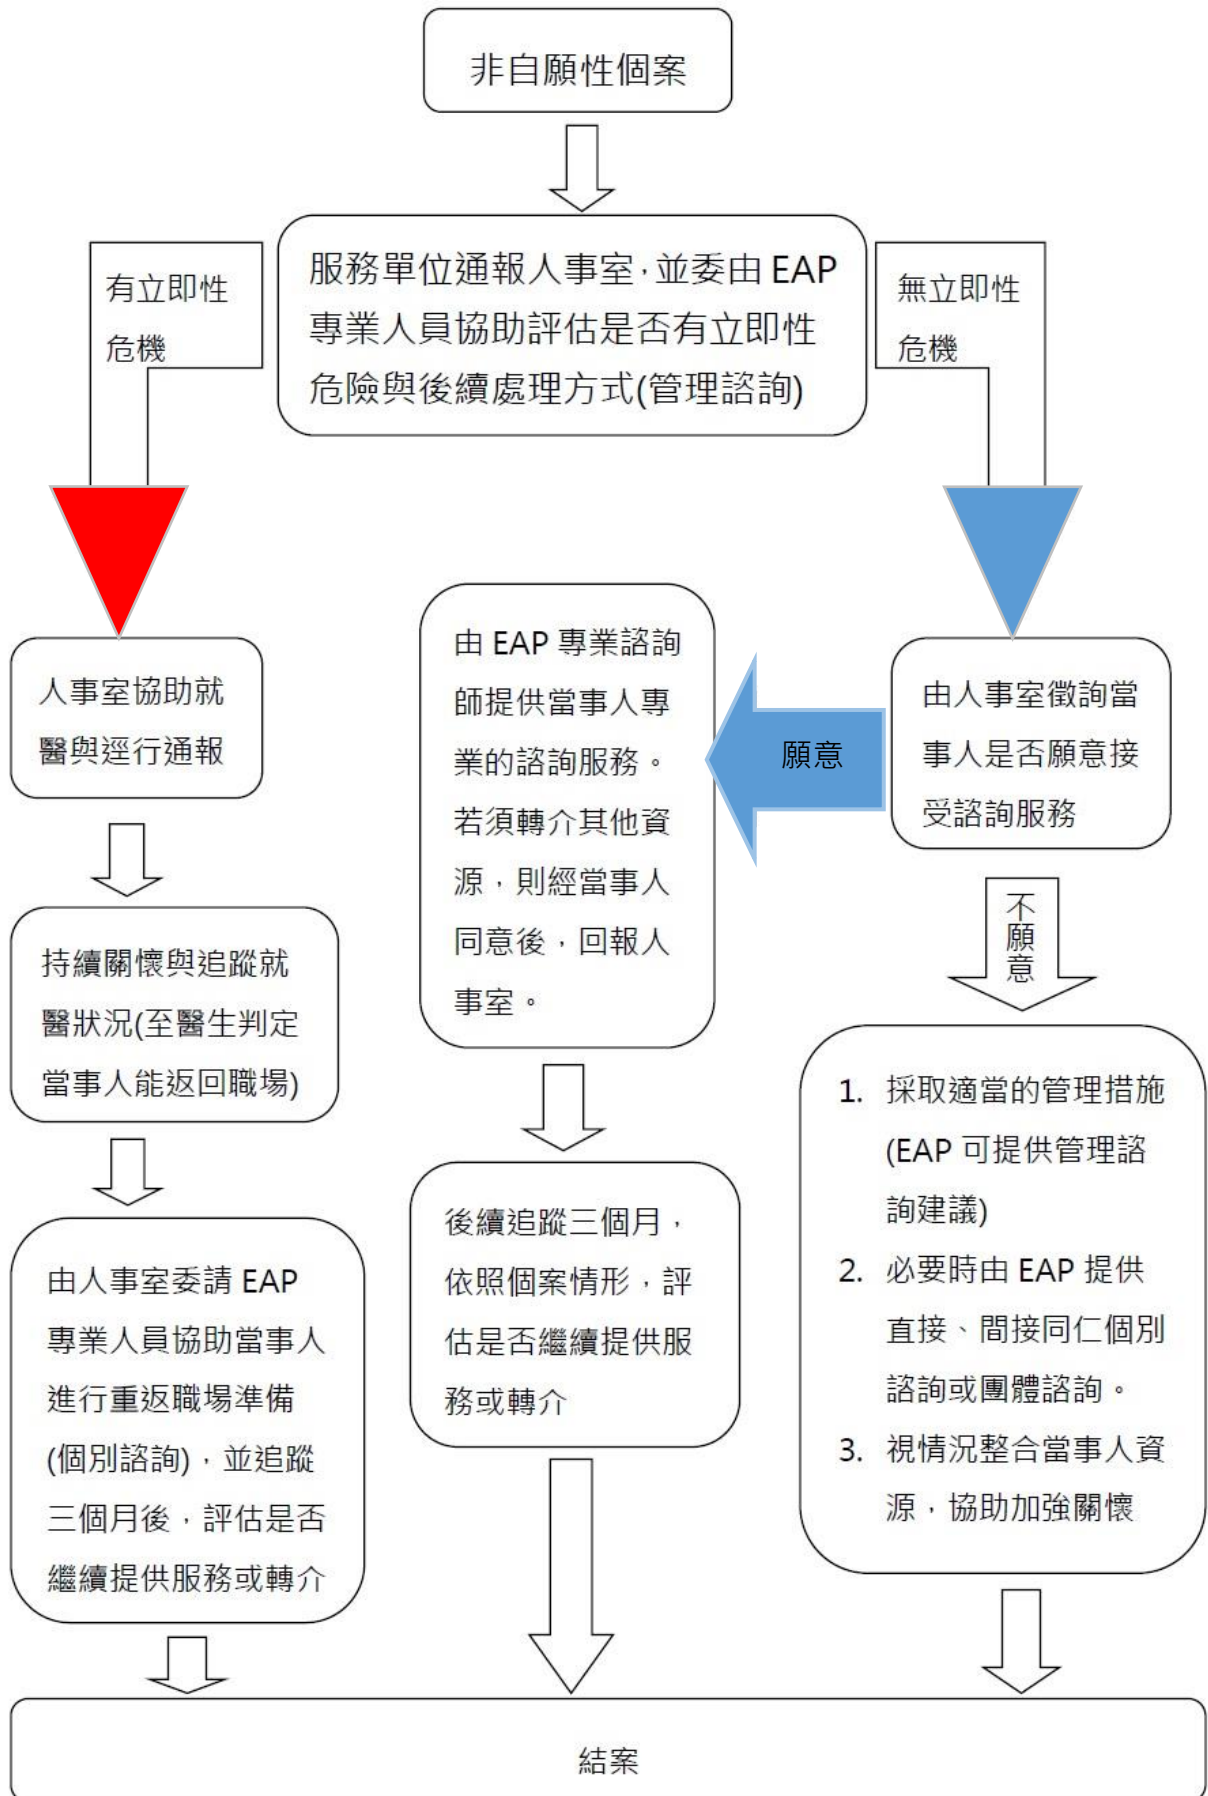 非自願性個案
服務單位通報人事室，並委由 EAP
專業人員協助評估是否有立即性
危險與後續處理方式(管理諮詢)
有立即性
危機
無立即性
危機
人事室協助就
醫與逕行通報
持續關懷與追蹤就
醫狀況(至醫生判定
當事人能返回職場)
由人事室委請 EAP
專業人員協助當事人
進行重返職場準備
(個別諮詢)，並追蹤
三個月後，評估是否
繼續提供服務或轉介
由人事室徵詢當
事人是否願意接
受諮詢服務
願意
由 EAP 專業諮詢
師提供當事人專
業的諮詢服務。
若須轉介其他資
源，則經當事人
同意後，回報人
事室。
後續追蹤三個月，
依照個案情形，評
估是否繼續提供服
務或轉介
不願意
1. 採取適當的管理措施
(EAP 可提供管理諮
詢建議)
2. 必要時由 EAP 提供
直接、間接同仁個別
諮詢或團體諮詢。
3. 視情況整合當事人資
源，協助加強關懷
結案